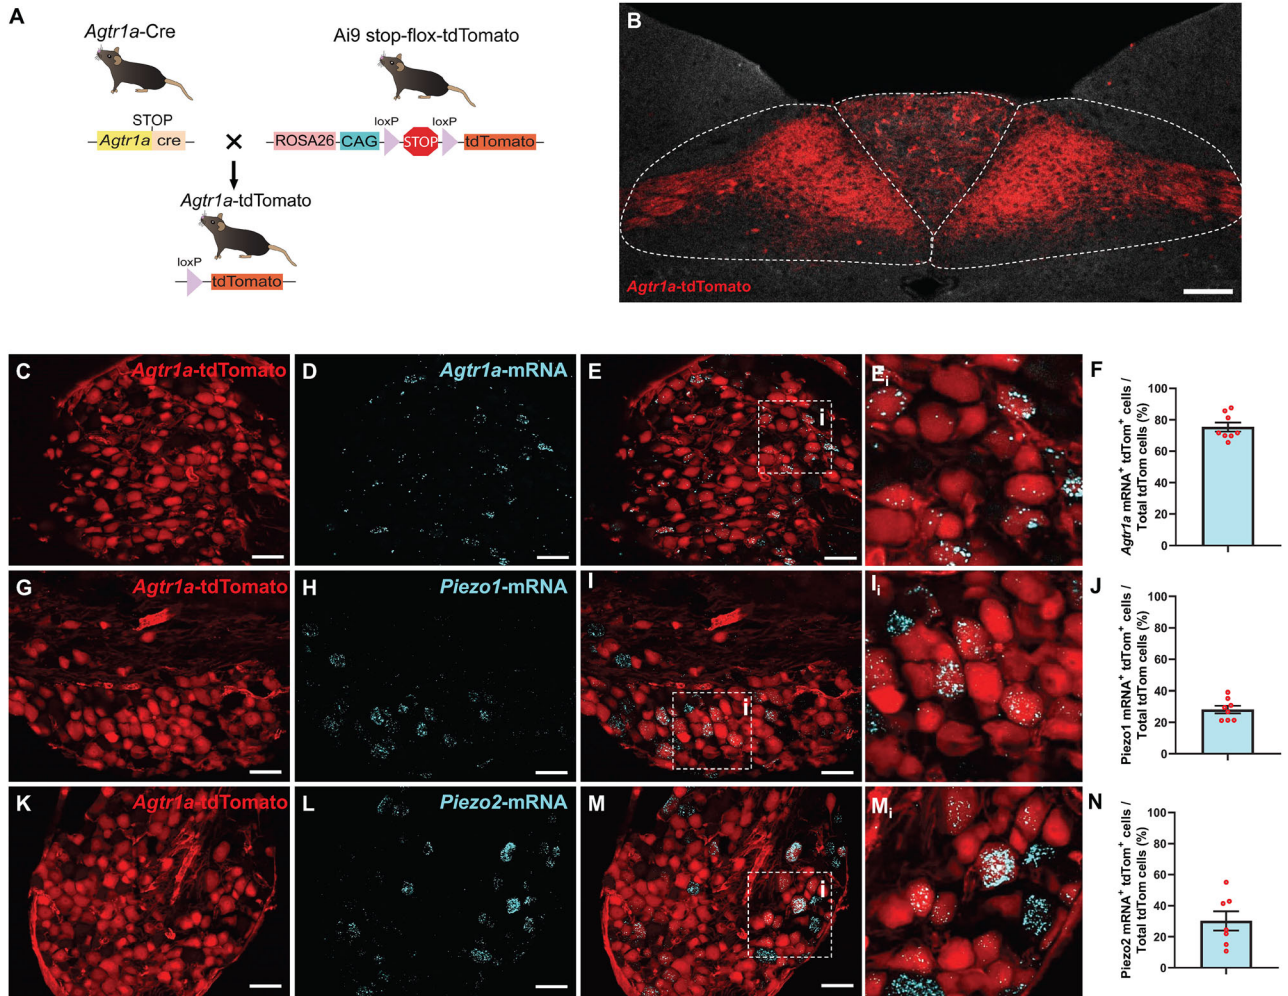 A
Agtr1a-Cre
Ai9 stop-flox-tdTomato
STOP
Agtr1a cre
ROSA26 CAG loxP STOP loxP tdTomato
Agtr1a-tdTomato
loxP
tdTomato
B
Agtr1a-tdTomato
C Agtr1a-tdTomato
D Agtr1a-mRNA
E
i
Ei
F
Agtr1a mRNA+ tdTom+ cells /
Total tdTom cells (%)
100
80
60
40
20
0
G Agtr1a-tdTomato
H Piezo1-mRNA
I
i
Ii
J
Piezo1 mRNA+ tdTom+ cells /
Total tdTom cells (%)
100
80
60
40
20
0
K Agtr1a-tdTomato
L Piezo2-mRNA
M
i
Mi
N
Piezo2 mRNA+ tdTom+ cells /
Total tdTom cells (%)
100
80
60
40
20
0